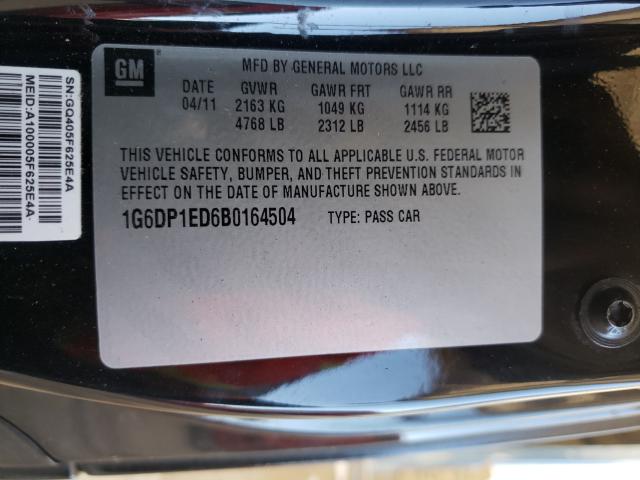 SN:GQ405F625E4A
MEID:A100005F625E4A
GM
MFD BY GENERAL MOTORS LLC
DATE GVWR GAWR FRT GAWR RR
04/11 2163 KG 1049 KG 1114 KG
4768 LB 2312 LB 2456 LB
THIS VEHICLE CONFORMS TO ALL APPLICABLE U.S. FEDERAL MOTOR
VEHICLE SAFETY, BUMPER, AND THEFT PREVENTION STANDARDS IN
EFFECT ON THE DATE OF MANUFACTURE SHOWN ABOVE.
1G6DP1ED6B0164504 TYPE: PASS CAR